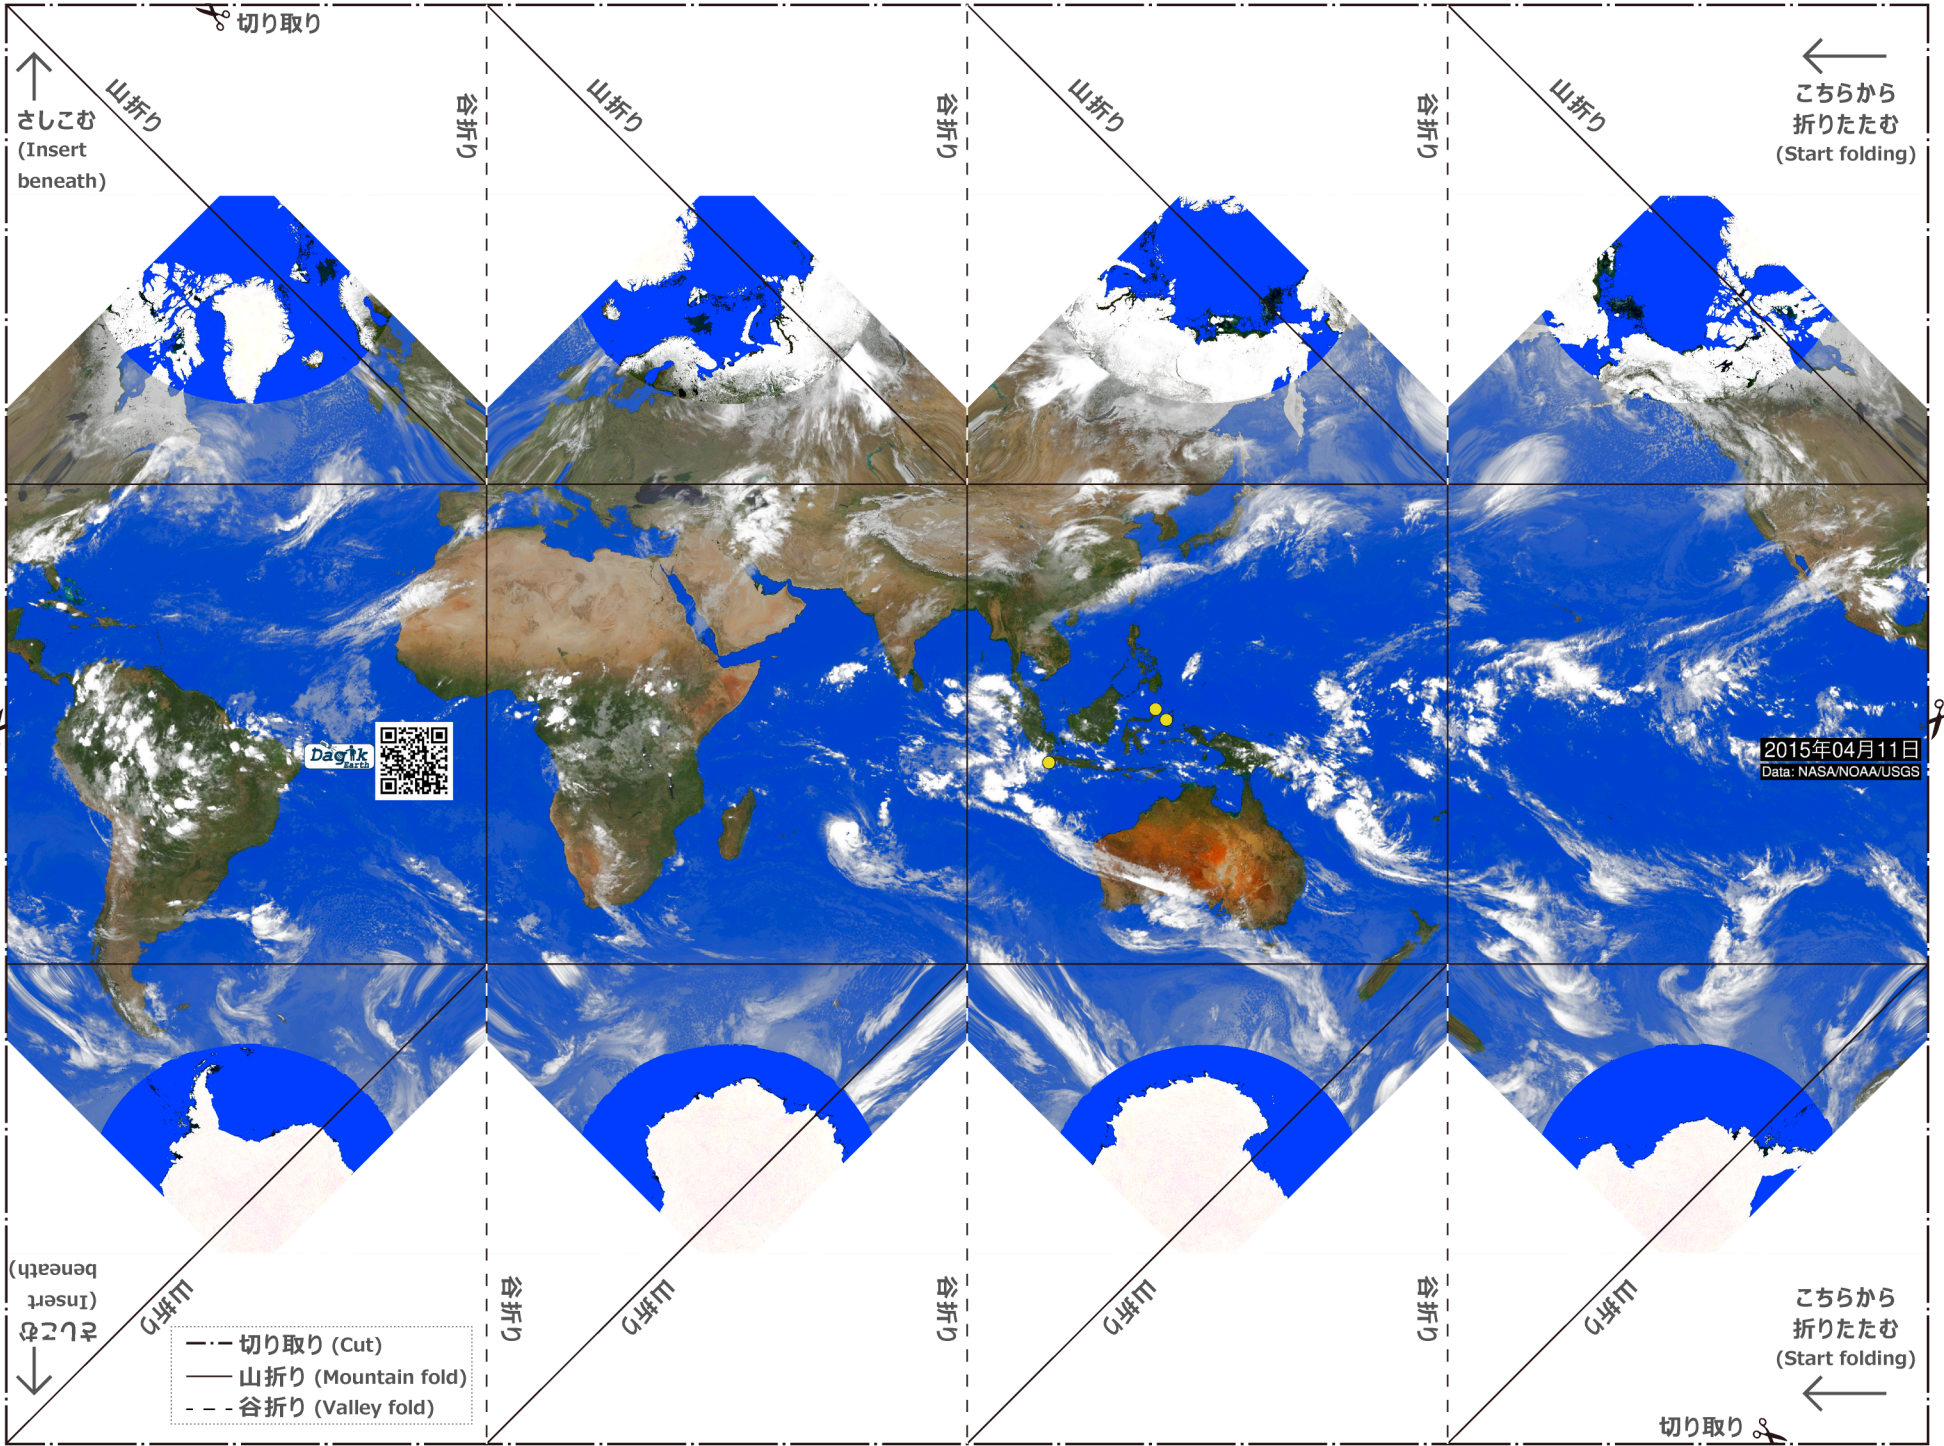 切り取り
山折り
谷折り
山折り
谷折り
山折り
谷折り
山折り
さしこむ
(Insert
beneath)
こちらから
折りたたむ
(Start folding)
Dagik
Earth
2015年04月11日
Data: NASA/NOAA/USGS
さしこむ
(Insert
beneath)
山折り
谷折り
山折り
谷折り
山折り
谷折り
山折り
こちらから
折りたたむ
(Start folding)
切り取り (Cut)
山折り (Mountain fold)
谷折り (Valley fold)
切り取り